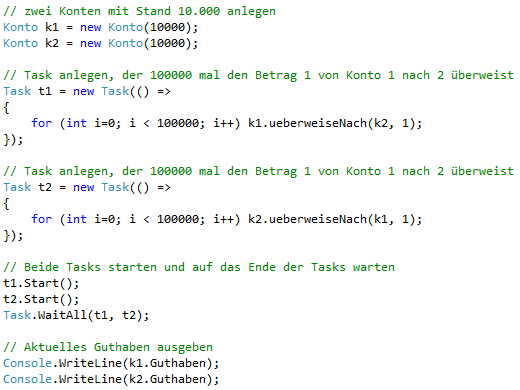 // zwei Konten mit Stand 10.000 anlegen
Konto k1 = new Konto(10000);
Konto k2 = new Konto(10000);
// Task anlegen, der 100000 mal den Betrag 1 von Konto 1 nach 2 überweist
Task t1 = new Task(() =>
{
for (int i=0; i < 100000; i++) k1.ueberweiseNach(k2, 1);
});
// Task anlegen, der 100000 mal den Betrag 1 von Konto 1 nach 2 überweist
Task t2 = new Task(() =>
{
for (int i=0; i < 100000; i++) k2.ueberweiseNach(k1, 1);
});
// Beide Tasks starten und auf das Ende der Tasks warten
t1.Start();
t2.Start();
Task.WaitAll(t1, t2);
// Aktuelles Guthaben ausgeben
Console.WriteLine(k1.Guthaben);
Console.WriteLine(k2.Guthaben);